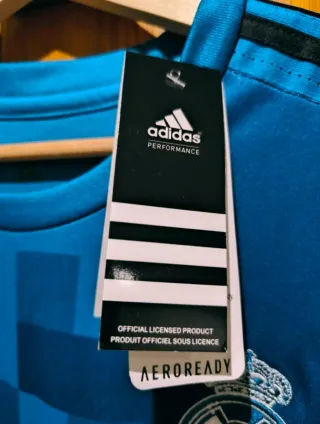 adidas
PERFORMANCE
OFFICIAL LICENSED PRODUCT
PRODUIT OFFICIEL SOUS LICENCE
AEROREADY